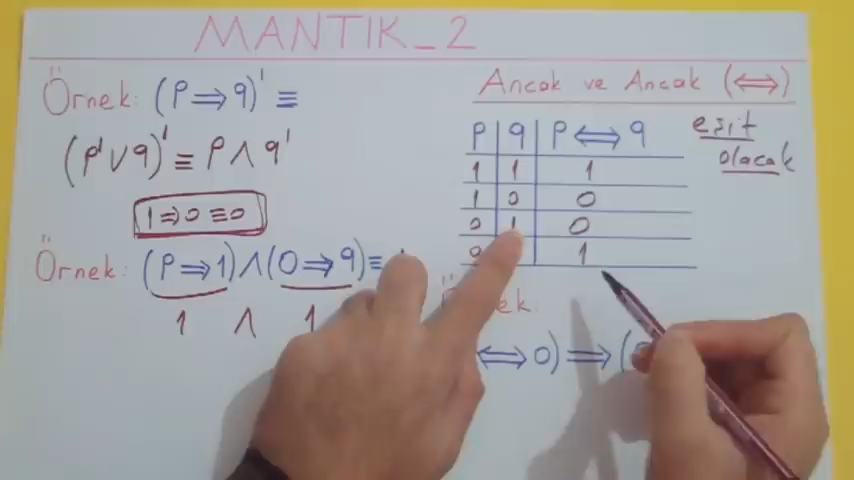 MANTIK_2
Örnek: (p⇒q)' ≡
(p'∨q)' ≡ p∧q'
1⇒0≡0
Örnek: (p⇒1)∧(0⇒q)≡
1 ∧ 1
Ancak ve Ancak (⇔)
p q p⇔q eşit
1 1 1 olacak
1 0 0
0 1 0
1
⇔0)⇒(